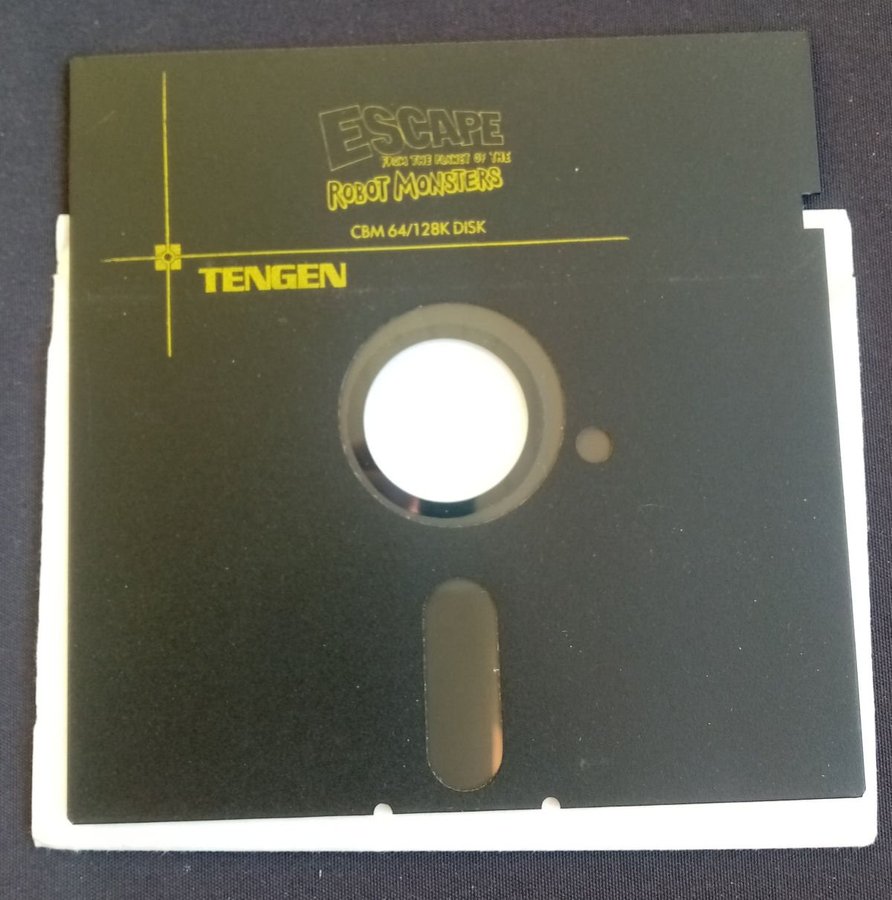 ESCAPE
FROM THE PLANET OF THE
ROBOT MONSTERS
CBM 64/128K DISK
TENGEN